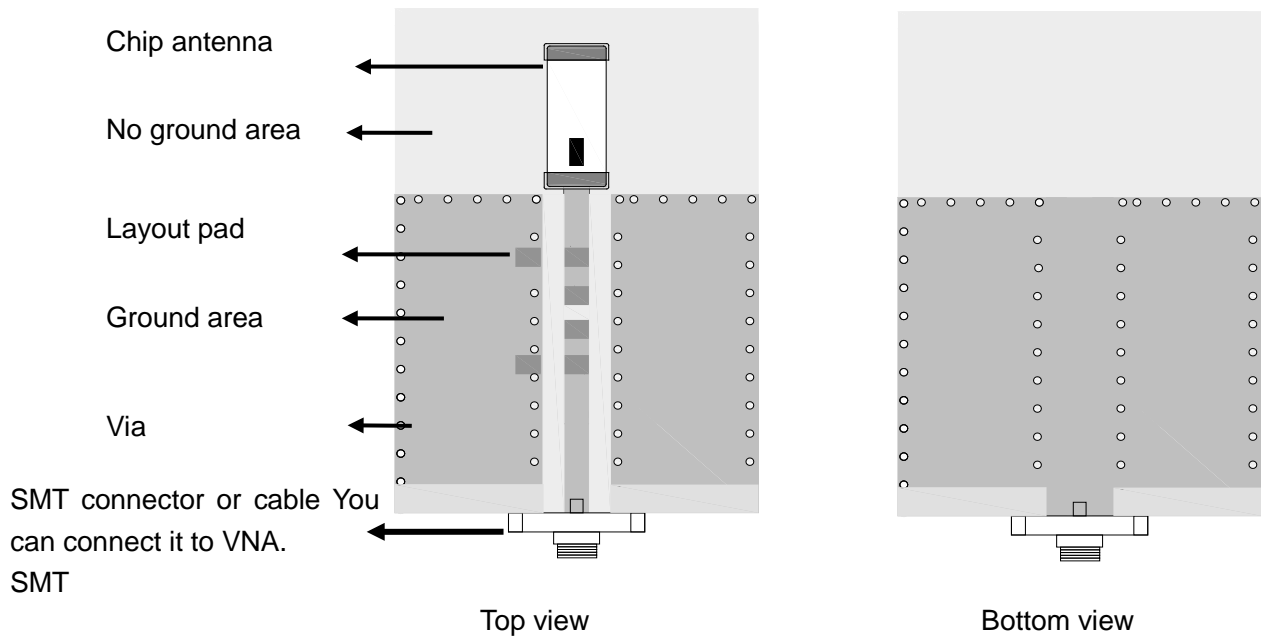 Chip antenna
No ground area
Layout pad
Ground area
Via
SMT connector or cable You
can connect it to VNA.
SMT
Top view
Bottom view